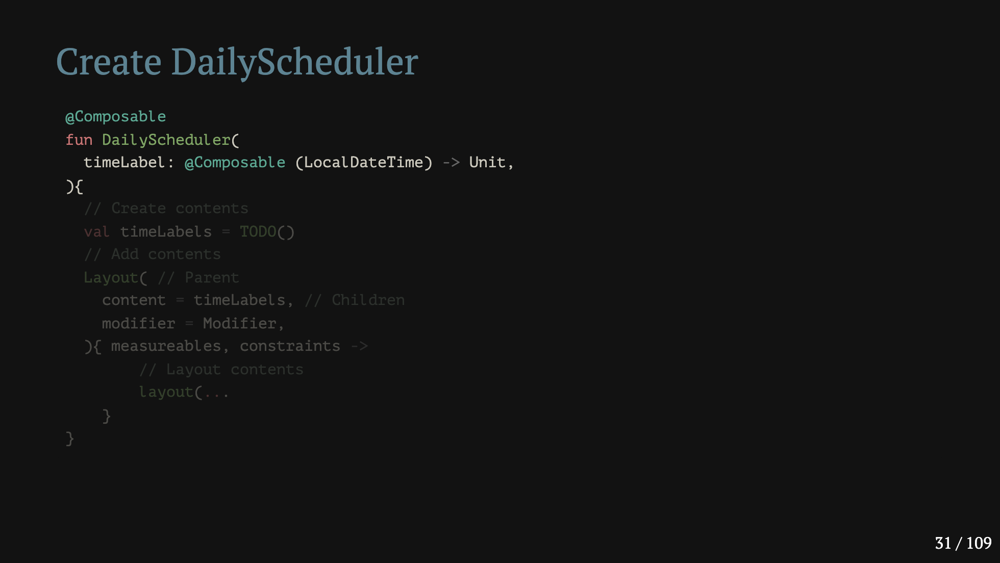 Create DailyScheduler
@Composable
fun DailyScheduler(
  timeLabel: @Composable (LocalDateTime) -> Unit,
){
  // Create contents
  val timeLabels = TODO()
  // Add contents
  Layout( // Parent
    content = timeLabels, // Children
    modifier = Modifier,
  ){ measureables, constraints ->
        // Layout contents
        layout(...
    }
}
31 / 109